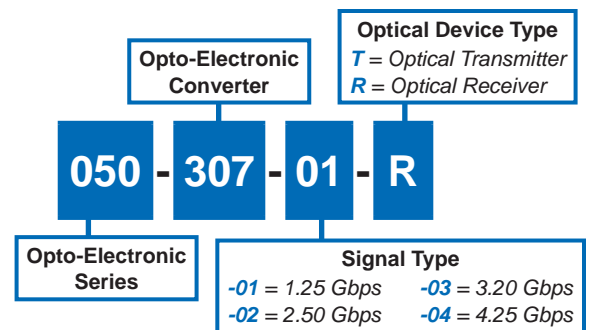 Optical Device Type
T = Optical Transmitter
R = Optical Receiver
Opto-Electronic
Converter
050 - 307 - 01 - R
Opto-Electronic
Series
Signal Type
-01 = 1.25 Gbps -03 = 3.20 Gbps
-02 = 2.50 Gbps -04 = 4.25 Gbps